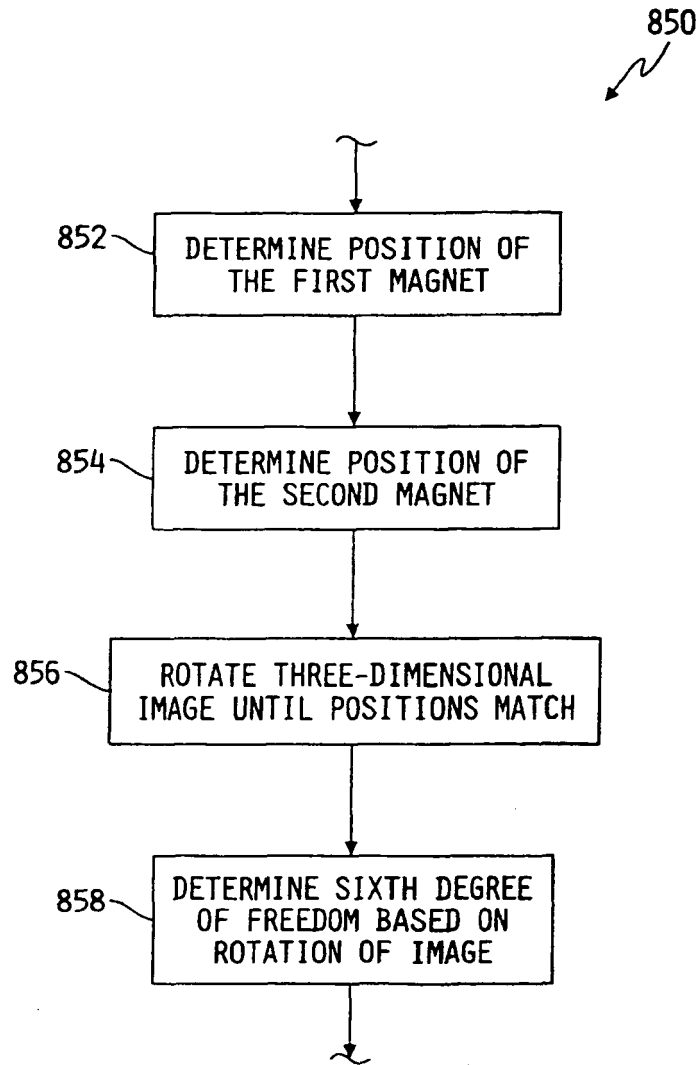 850
852
DETERMINE POSITION OF
THE FIRST MAGNET
854
DETERMINE POSITION OF
THE SECOND MAGNET
856
ROTATE THREE-DIMENSIONAL
IMAGE UNTIL POSITIONS MATCH
858
DETERMINE SIXTH DEGREE
OF FREEDOM BASED ON
ROTATION OF IMAGE